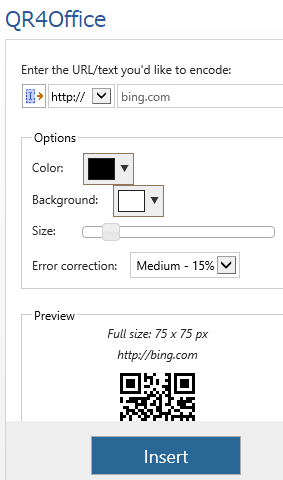 QR4Office
Enter the URL/text you'd like to encode:
http:// bing.com
Options
Color:
Background:
Size:
Error correction: Medium - 15%
Preview
Full size: 75 x 75 px
http://bing.com
Insert